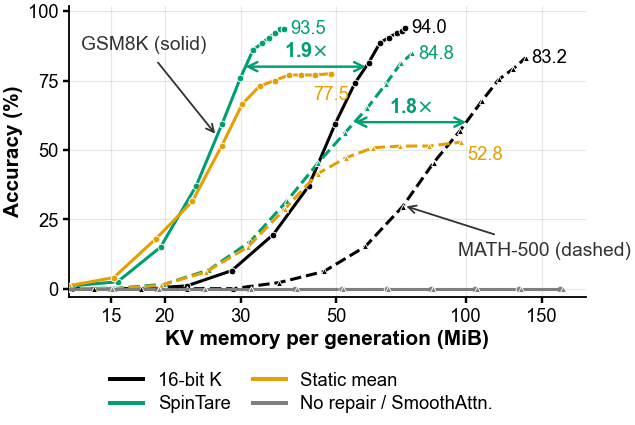 100
75
50
25
0
Accuracy (%)
GSM8K (solid)
93.5
94.0
1.9×
84.8
83.2
77.5
1.8×
52.8
MATH-500 (dashed)
15 20 30 50 100 150
KV memory per generation (MiB)
16-bit K
Static mean
SpinTare
No repair / SmoothAttn.